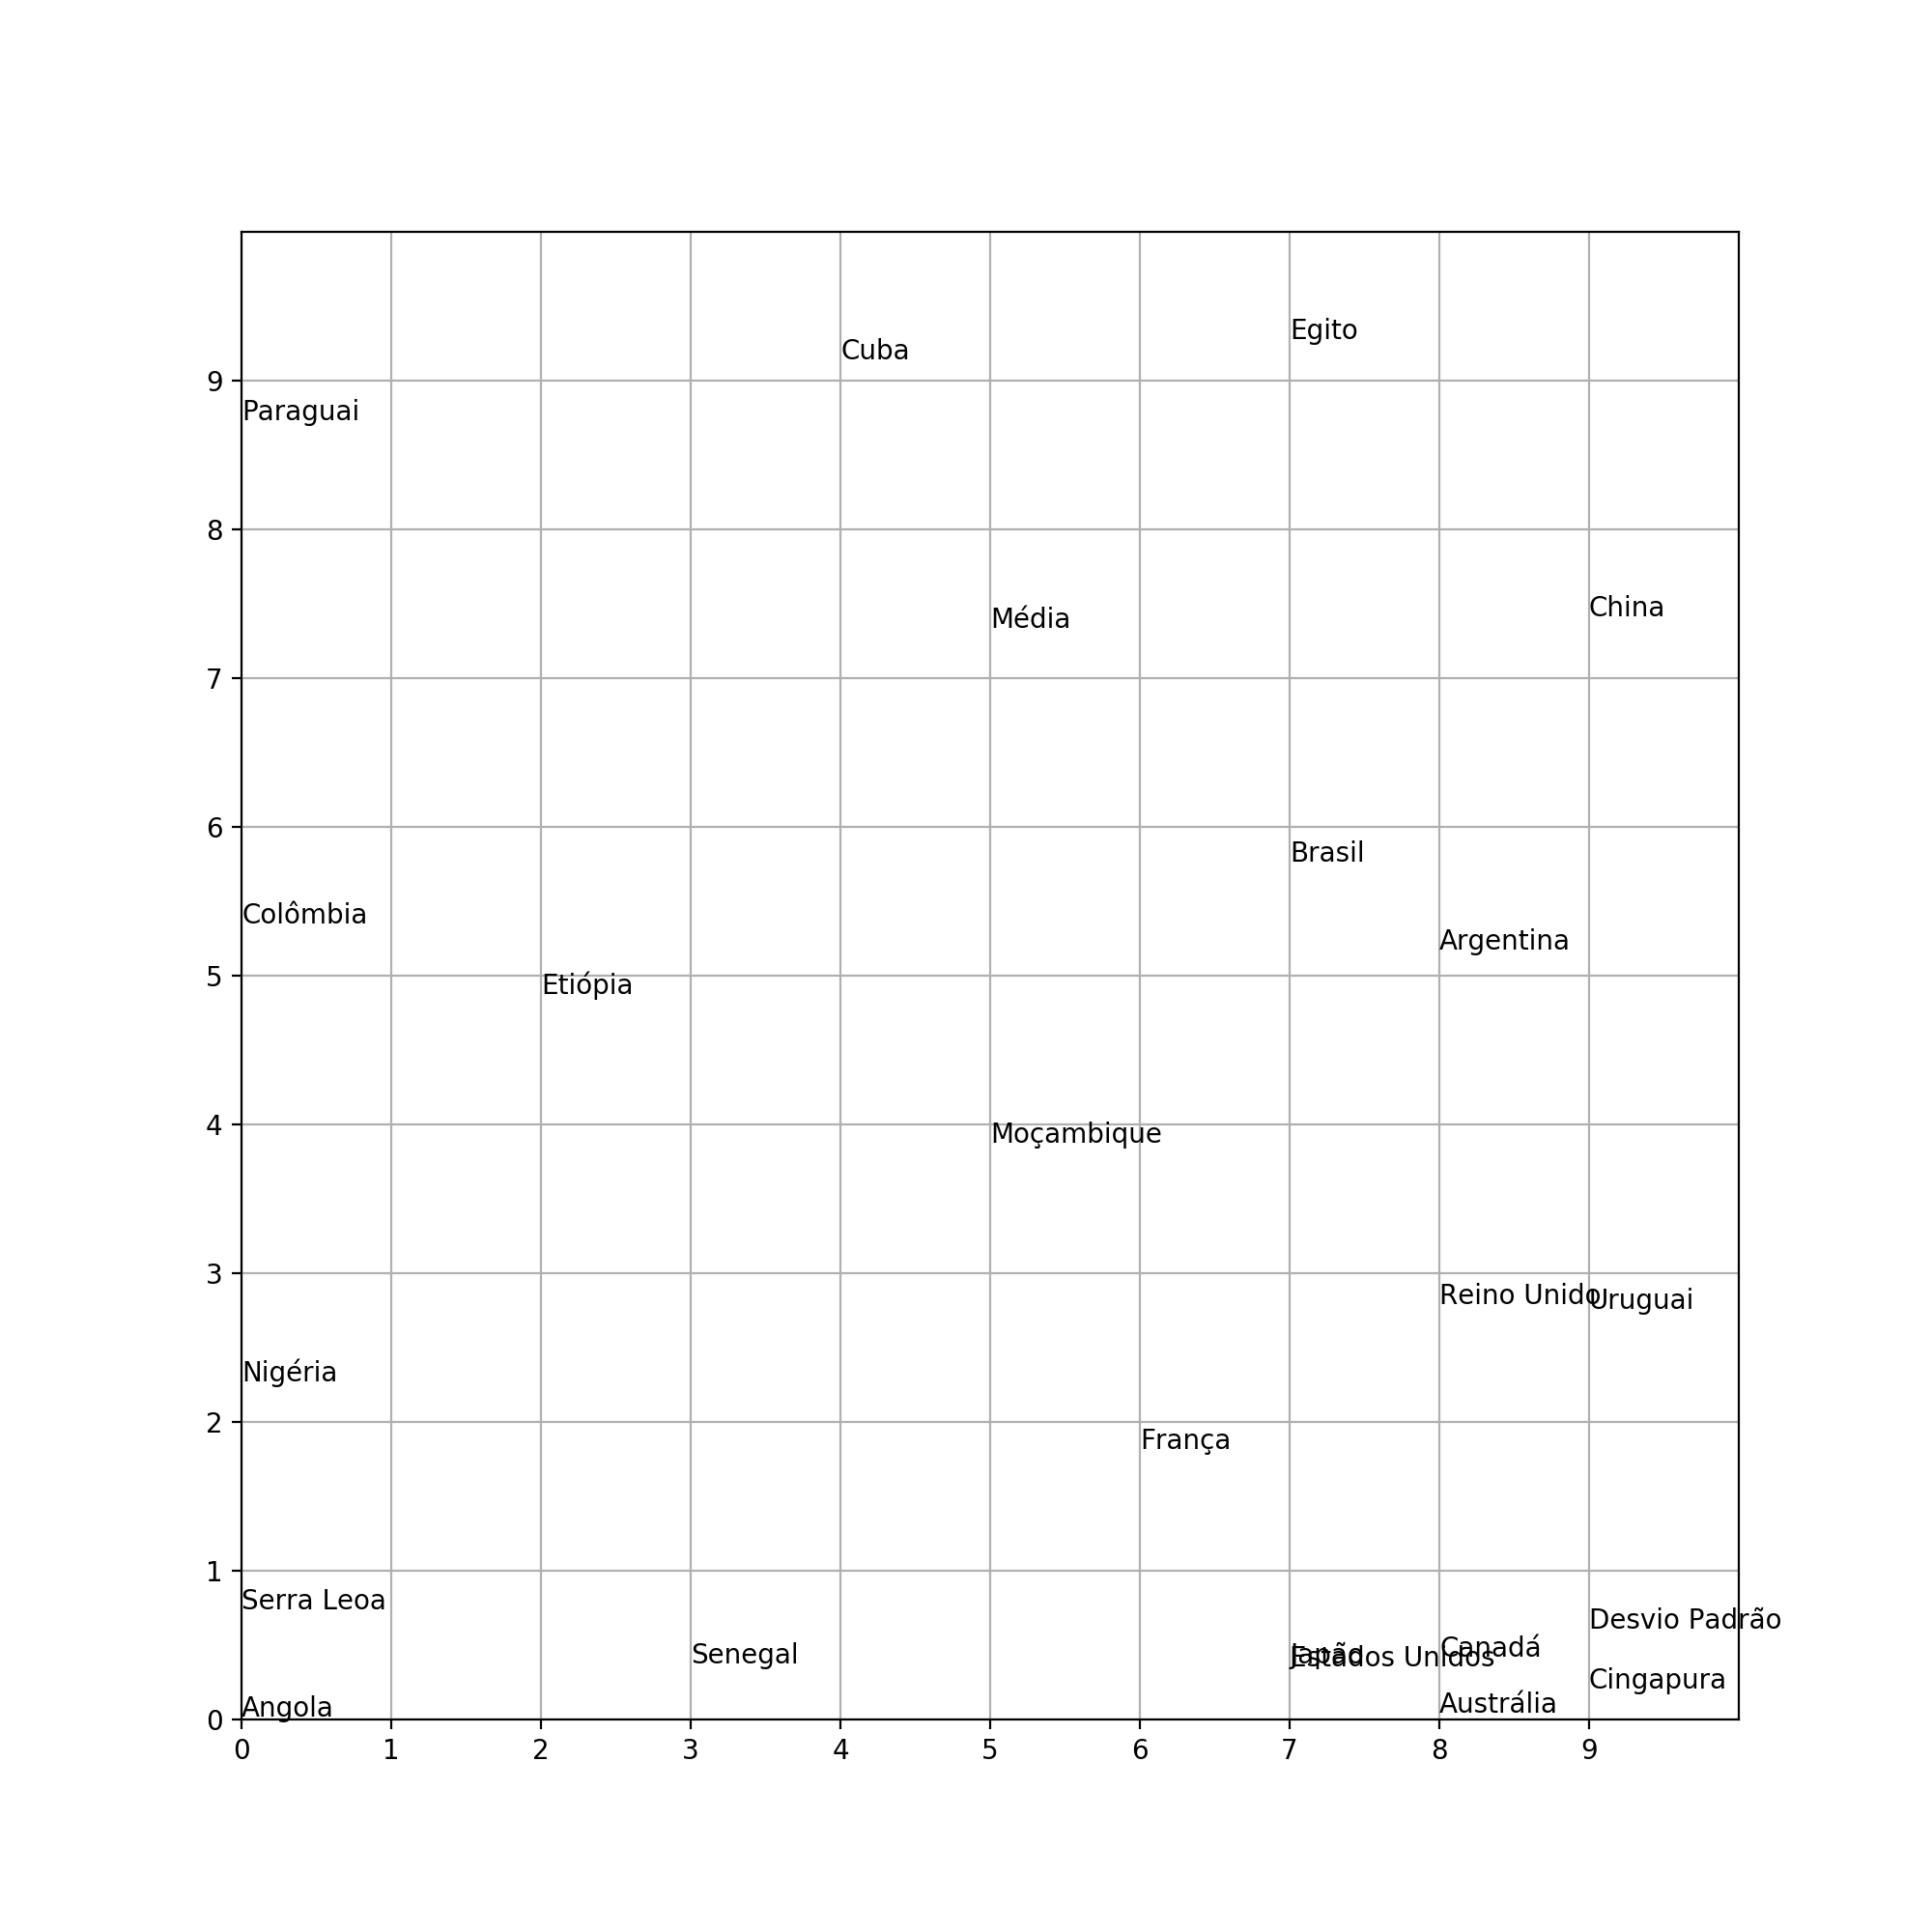 Egito
Cuba
9
Paraguai
8
China
Média
7
6
Brasil
Colômbia
Argentina
5
Etiópia
4
Moçambique
3
Reino Unido
Uruguai
Nigéria
2
França
1
Serra Leoa
Desvio Padrão
Canadá
Senegal
Japão
Estados Unidos
Cingapura
Austrália
Angola
0
0 1 2 3 4 5 6 7 8 9